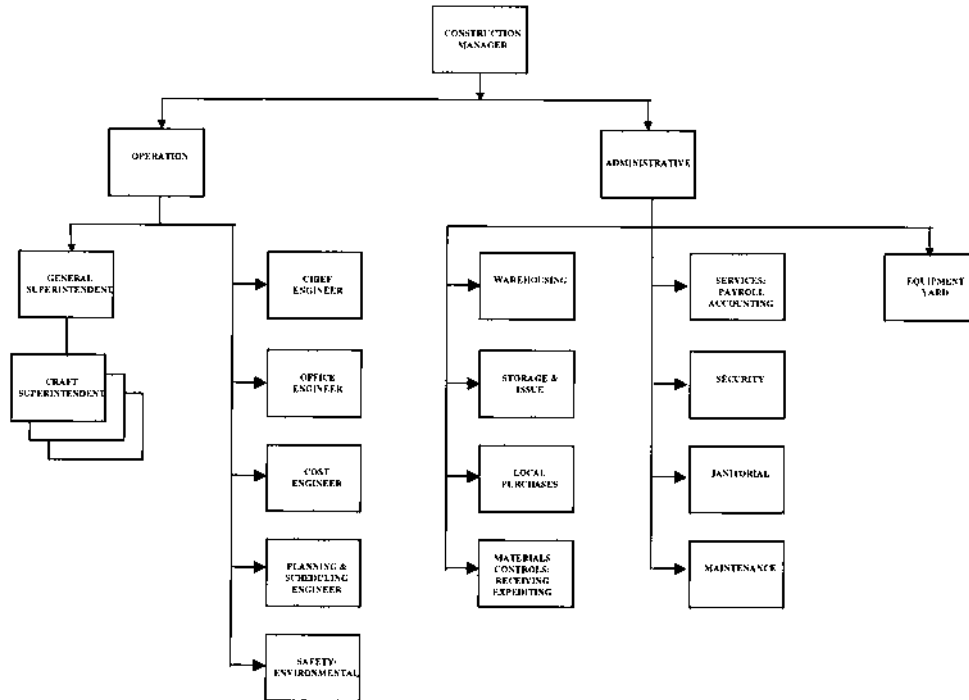 CONSTRUCTION
MANAGER
OPERATION
ADMINISTRATIVE
GENERAL
SUPERINTENDENT
CHIEF
ENGINEER
WAREHOUSING
SERVICES:
PAYROLL
ACCOUNTING
EQUIPMENT
YARD
CRAFT
SUPERINTENDENT
OFFICE
ENGINEER
STORAGE &
ISSUE
SECURITY
COST
ENGINEER
LOCAL
PURCHASES
JANITORIAL
PLANNING &
SCHEDULING
ENGINEER
MATERIALS
CONTROLS:
RECEIVING
EXPEDITING
MAINTENANCE
SAFETY/
ENVIRONMENTAL